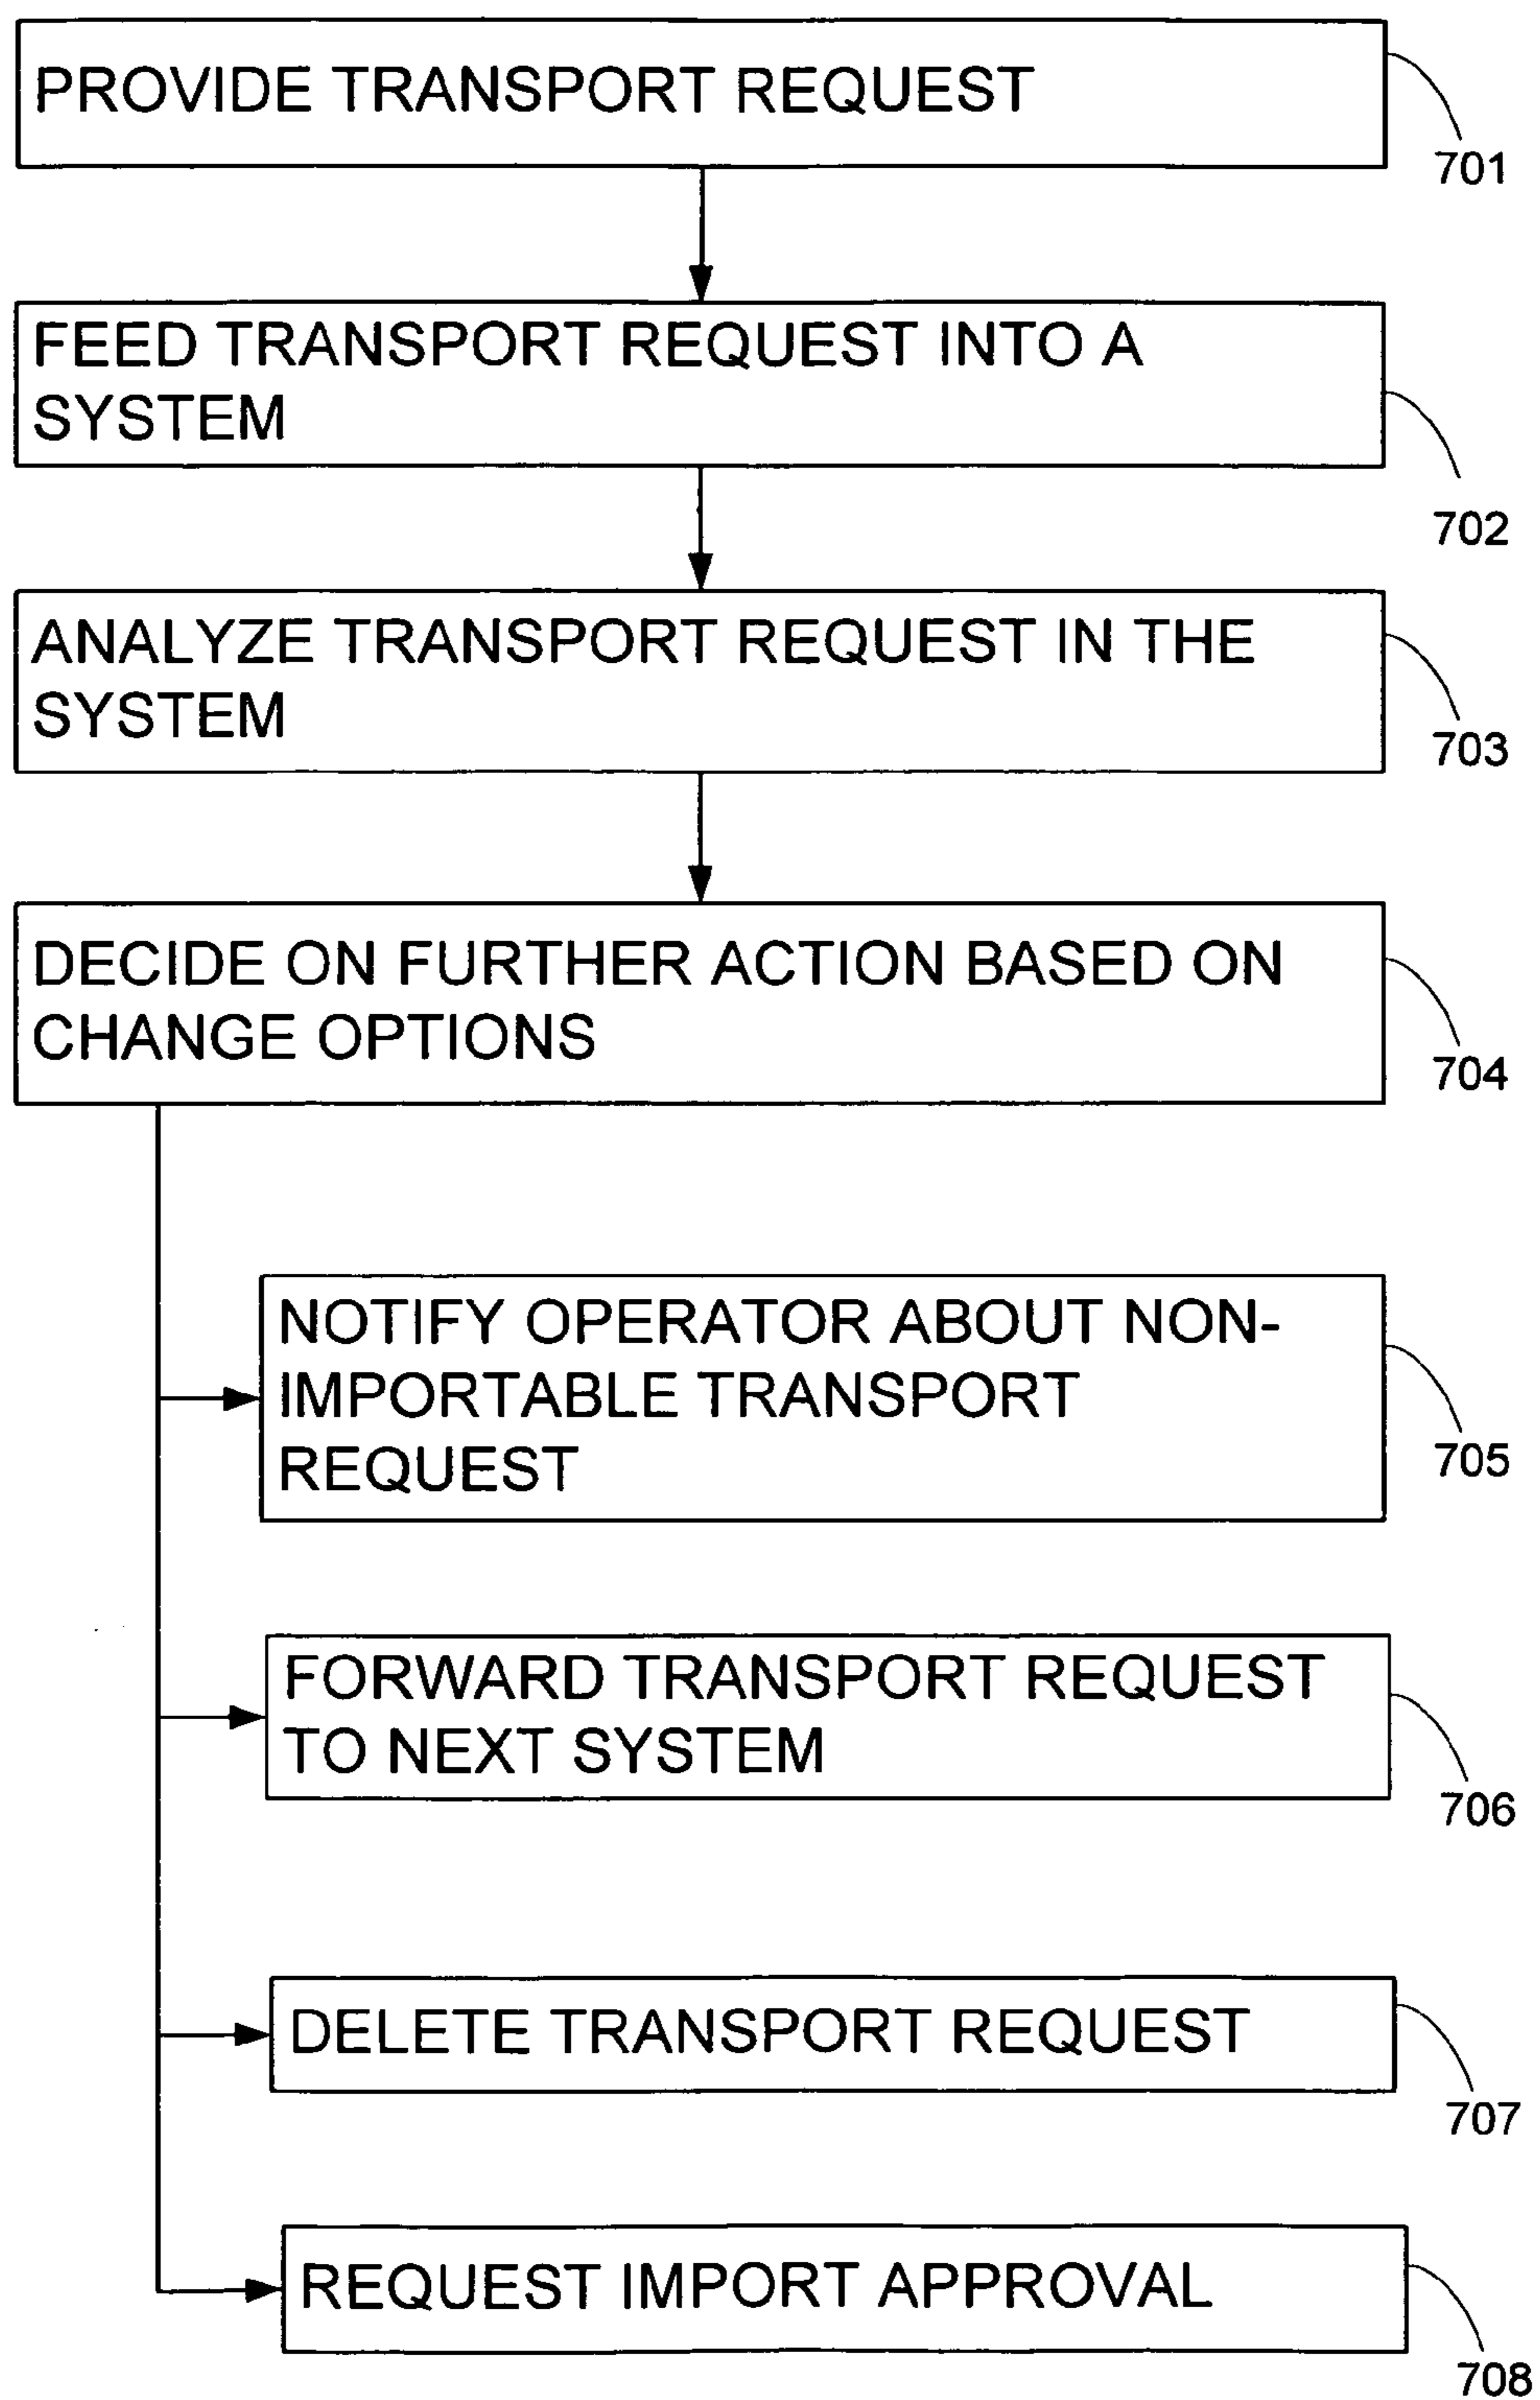 PROVIDE TRANSPORT REQUEST
701
FEED TRANSPORT REQUEST INTO A
SYSTEM
702
ANALYZE TRANSPORT REQUEST IN THE
SYSTEM
703
DECIDE ON FURTHER ACTION BASED ON
CHANGE OPTIONS
704
NOTIFY OPERATOR ABOUT NON-
IMPORTABLE TRANSPORT
REQUEST
705
FORWARD TRANSPORT REQUEST
TO NEXT SYSTEM
706
DELETE TRANSPORT REQUEST
707
REQUEST IMPORT APPROVAL
708